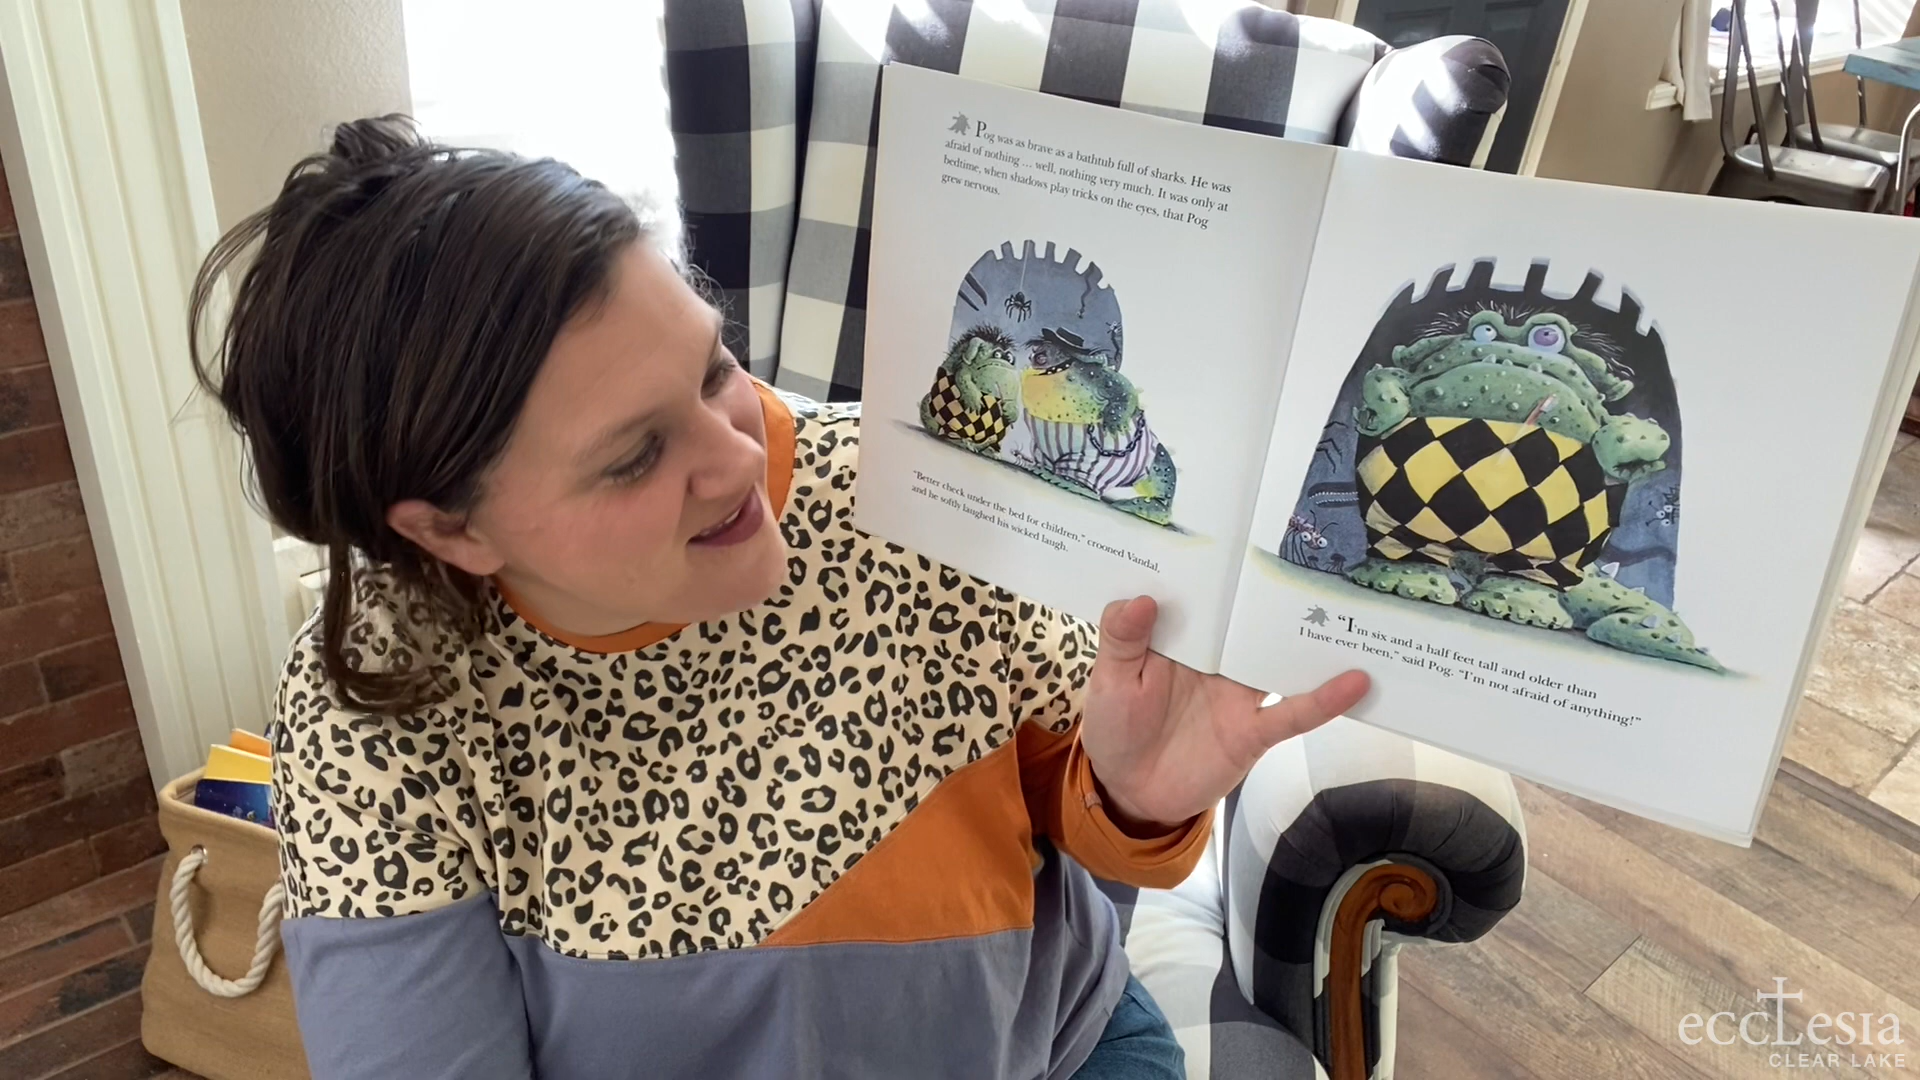 Pog was as brave as a bathtub full of sharks. He was
afraid of nothing ... well, nothing very much. It was only at
bedtime, when shadows play tricks on the eyes, that Pog
grew nervous.
"Better check under the bed for children," crooned Vandal,
and he softly laughed his wicked laugh.
"I'm six and a half feet tall and older than
I have ever been," said Pog. "I'm not afraid of anything!"
eccLesia
CLEAR LAKE